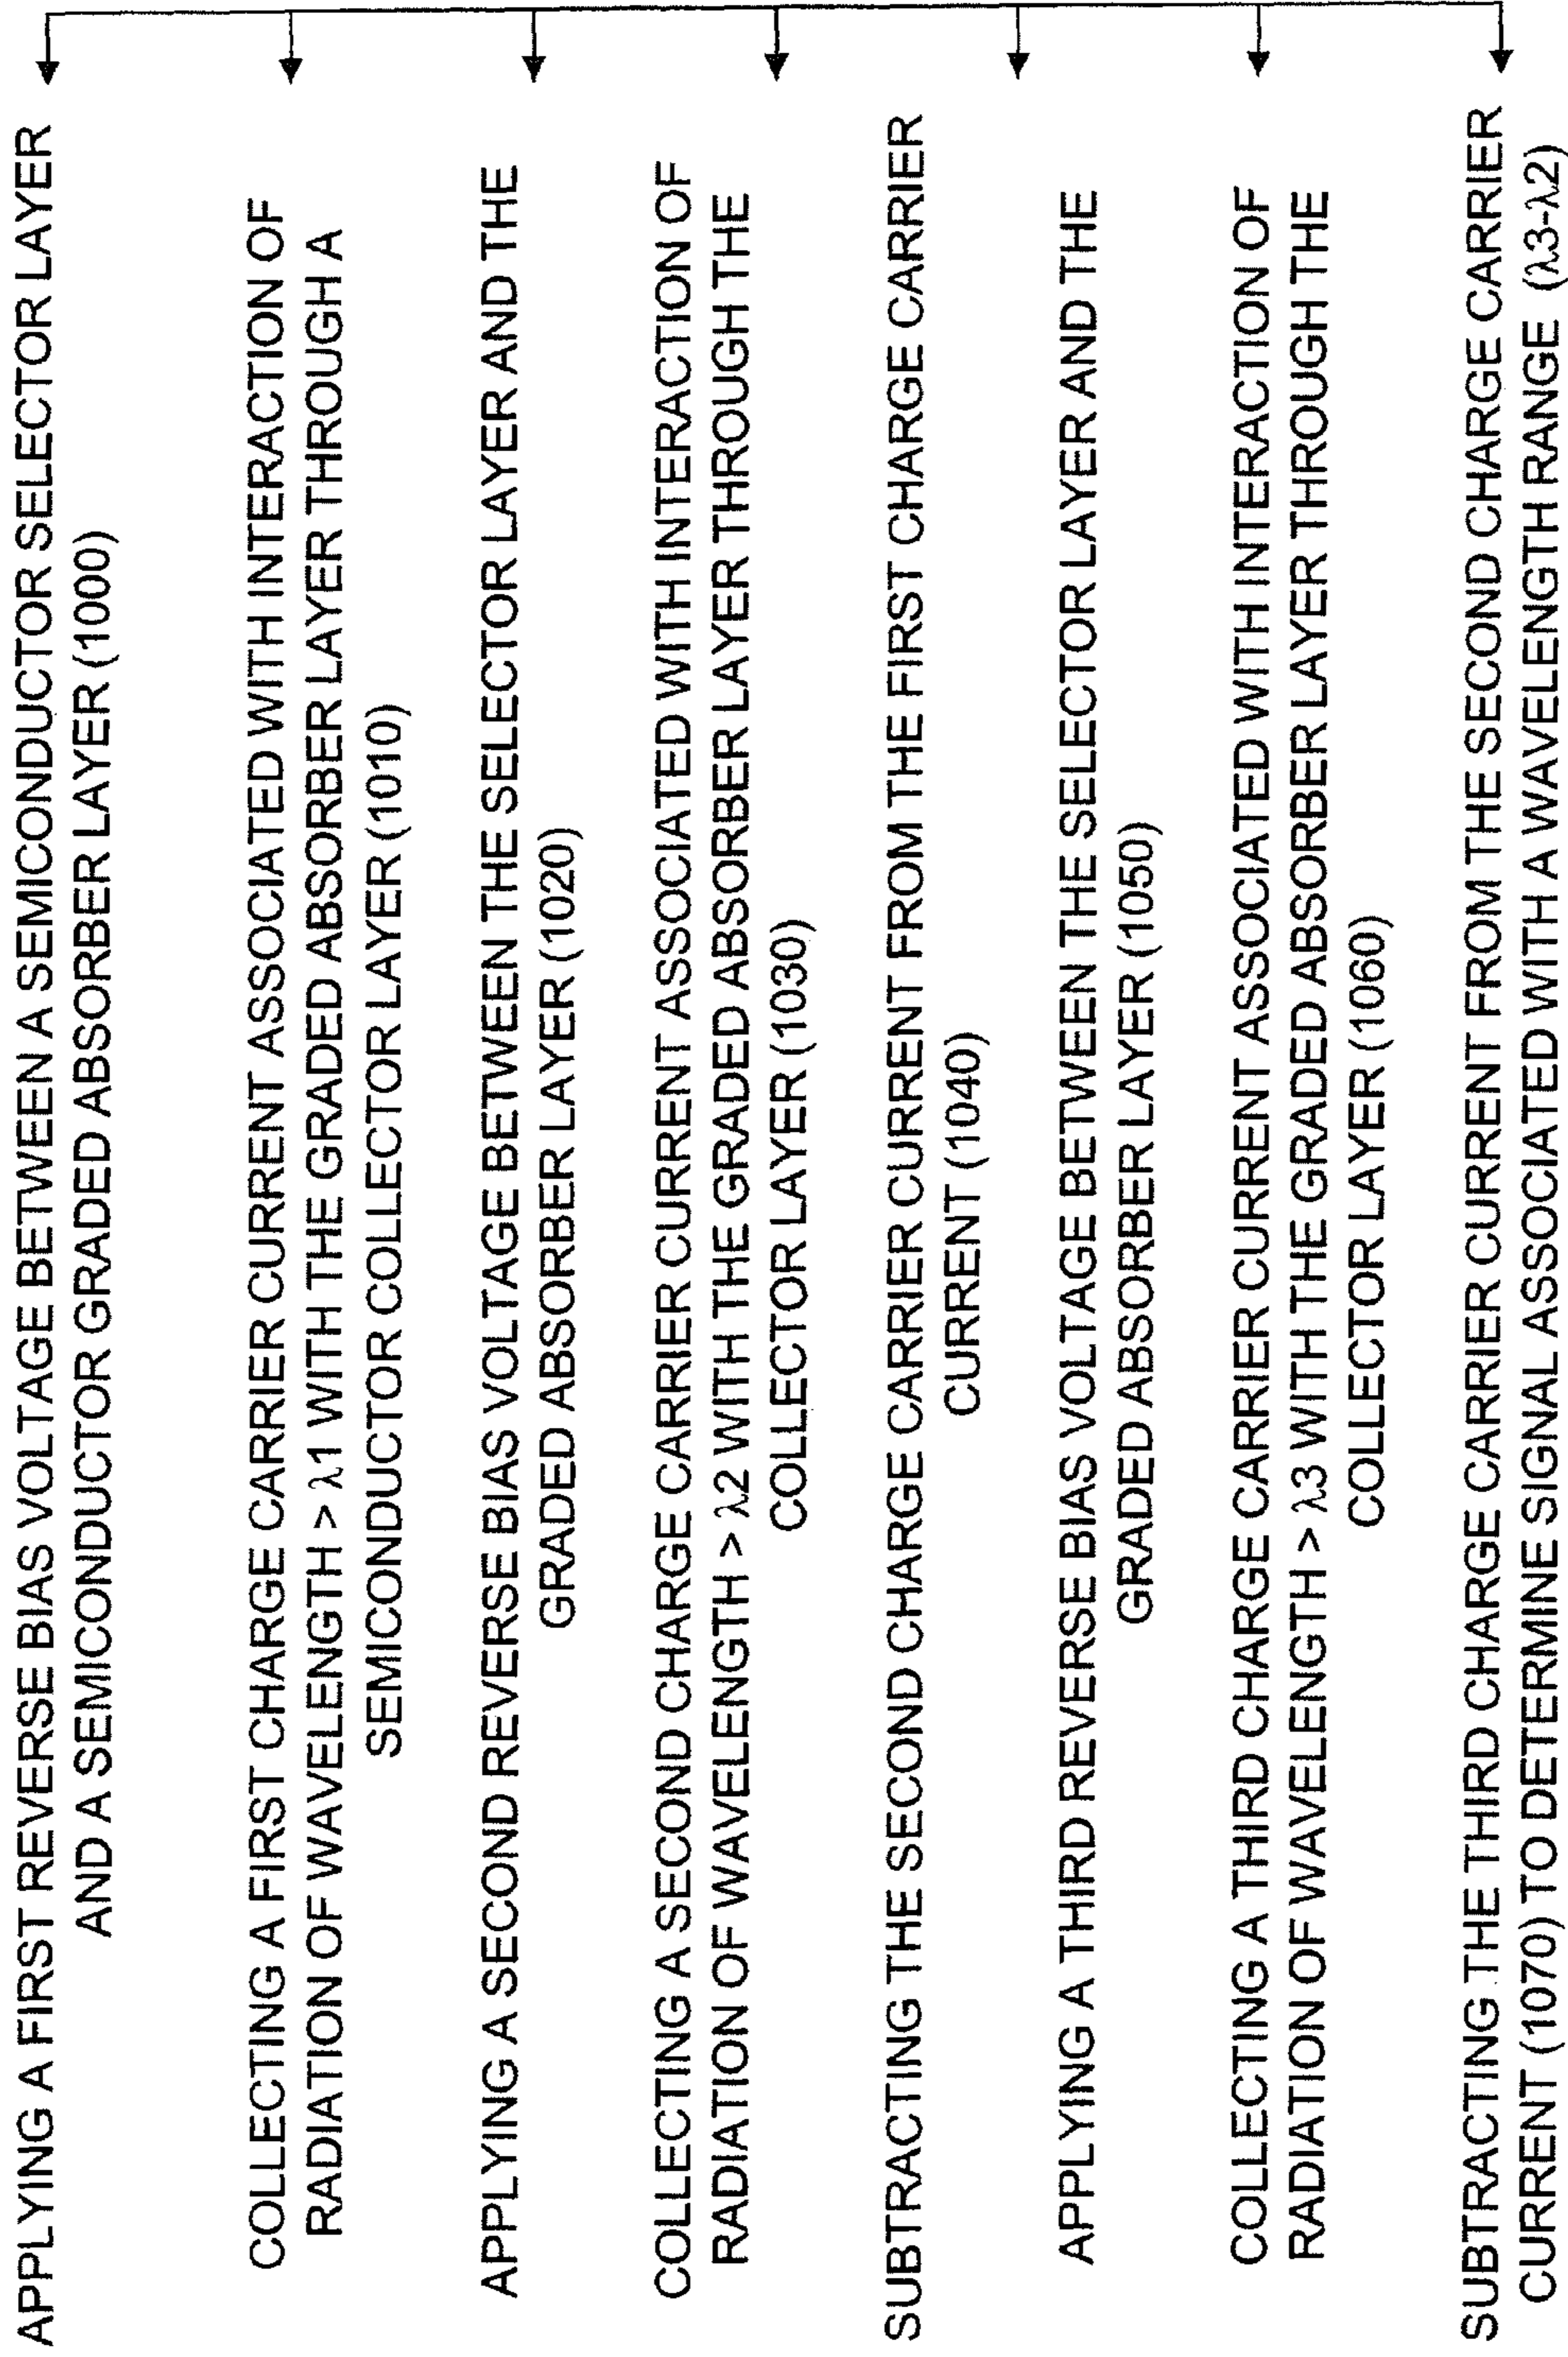 APPLYING A FIRST REVERSE BIAS VOLTAGE BETWEEN A SEMICONDUCTOR SELECTOR LAYER
AND A SEMICONDUCTOR GRADED ABSORBER LAYER (1000)
COLLECTING A FIRST CHARGE CARRIER CURRENT ASSOCIATED WITH INTERACTION OF
RADIATION OF WAVELENGTH > λ1 WITH THE GRADED ABSORBER LAYER THROUGH A
SEMICONDUCTOR COLLECTOR LAYER (1010)
APPLYING A SECOND REVERSE BIAS VOLTAGE BETWEEN THE SELECTOR LAYER AND THE
GRADED ABSORBER LAYER (1020)
COLLECTING A SECOND CHARGE CARRIER CURRENT ASSOCIATED WITH INTERACTION OF
RADIATION OF WAVELENGTH > λ2 WITH THE GRADED ABSORBER LAYER THROUGH THE
COLLECTOR LAYER (1030)
SUBTRACTING THE SECOND CHARGE CARRIER CURRENT FROM THE FIRST CHARGE CARRIER
CURRENT (1040)
APPLYING A THIRD REVERSE BIAS VOLTAGE BETWEEN THE SELECTOR LAYER AND THE
GRADED ABSORBER LAYER (1050)
COLLECTING A THIRD CHARGE CARRIER CURRENT ASSOCIATED WITH INTERACTION OF
RADIATION OF WAVELENGTH > λ3 WITH THE GRADED ABSORBER LAYER THROUGH THE
COLLECTOR LAYER (1060)
SUBTRACTING THE THIRD CHARGE CARRIER CURRENT FROM THE SECOND CHARGE CARRIER
CURRENT (1070) TO DETERMINE SIGNAL ASSOCIATED WITH A WAVELENGTH RANGE (λ3-λ2)